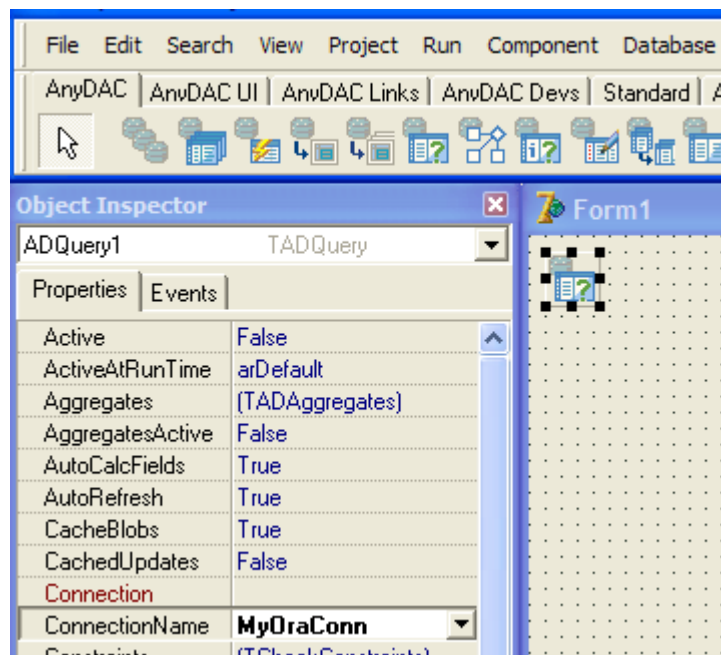 File Edit Search View Project Run Component Database
AnyDAC AnyDAC UI AnyDAC Links AnyDAC Devs Standard A
Object Inspector
Form1
ADQuery1 TADQuery
Properties Events
Active False
ActiveAtRunTime arDefault
Aggregates (TADAggregates)
AggregatesActive False
AutoCalcFields True
AutoRefresh True
CacheBlobs True
CachedUpdates False
Connection
ConnectionName MyOraConn
Constraints (TCheckConstraints)